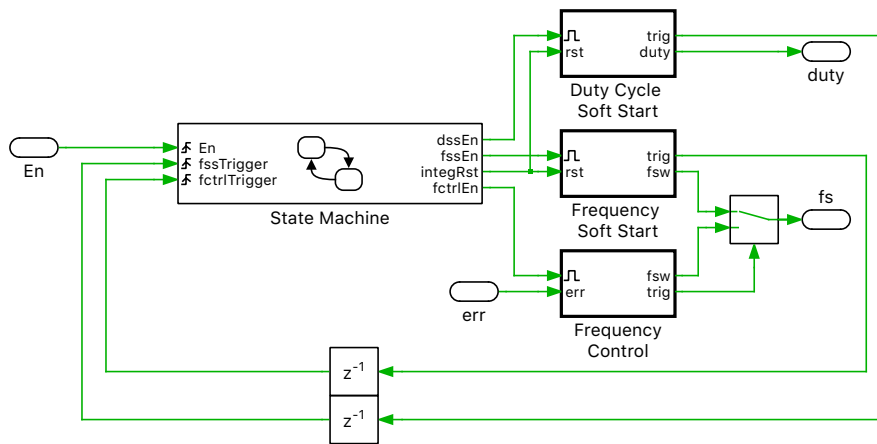 trig
rst
duty
duty
Duty Cycle
Soft Start
dssEn
En
fssEn
trig
fssTrigger
integRst
rst
fsw
fctrlTrigger
fctrlEn
En
fs
State Machine
Frequency
Soft Start
fsw
err
trig
err
Frequency
Control
z-1
z-1